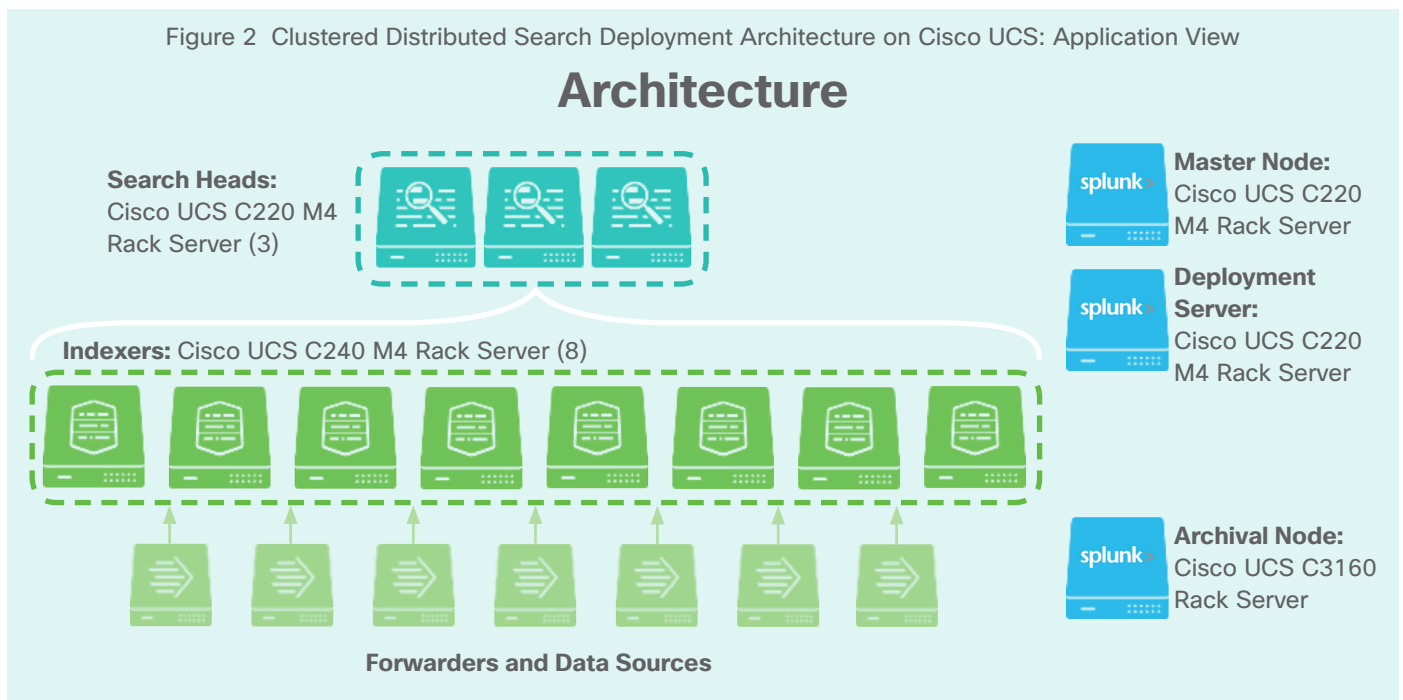 Figure 2 Clustered Distributed Search Deployment Architecture on Cisco UCS: Application View
Architecture
Search Heads:
Cisco UCS C220 M4
Rack Server (3)
splunk>
Master Node:
Cisco UCS C220
M4 Rack Server
splunk>
Deployment
Server:
Cisco UCS C220
M4 Rack Server
Indexers: Cisco UCS C240 M4 Rack Server (8)
splunk>
Archival Node:
Cisco UCS C3160
Rack Server
Forwarders and Data Sources